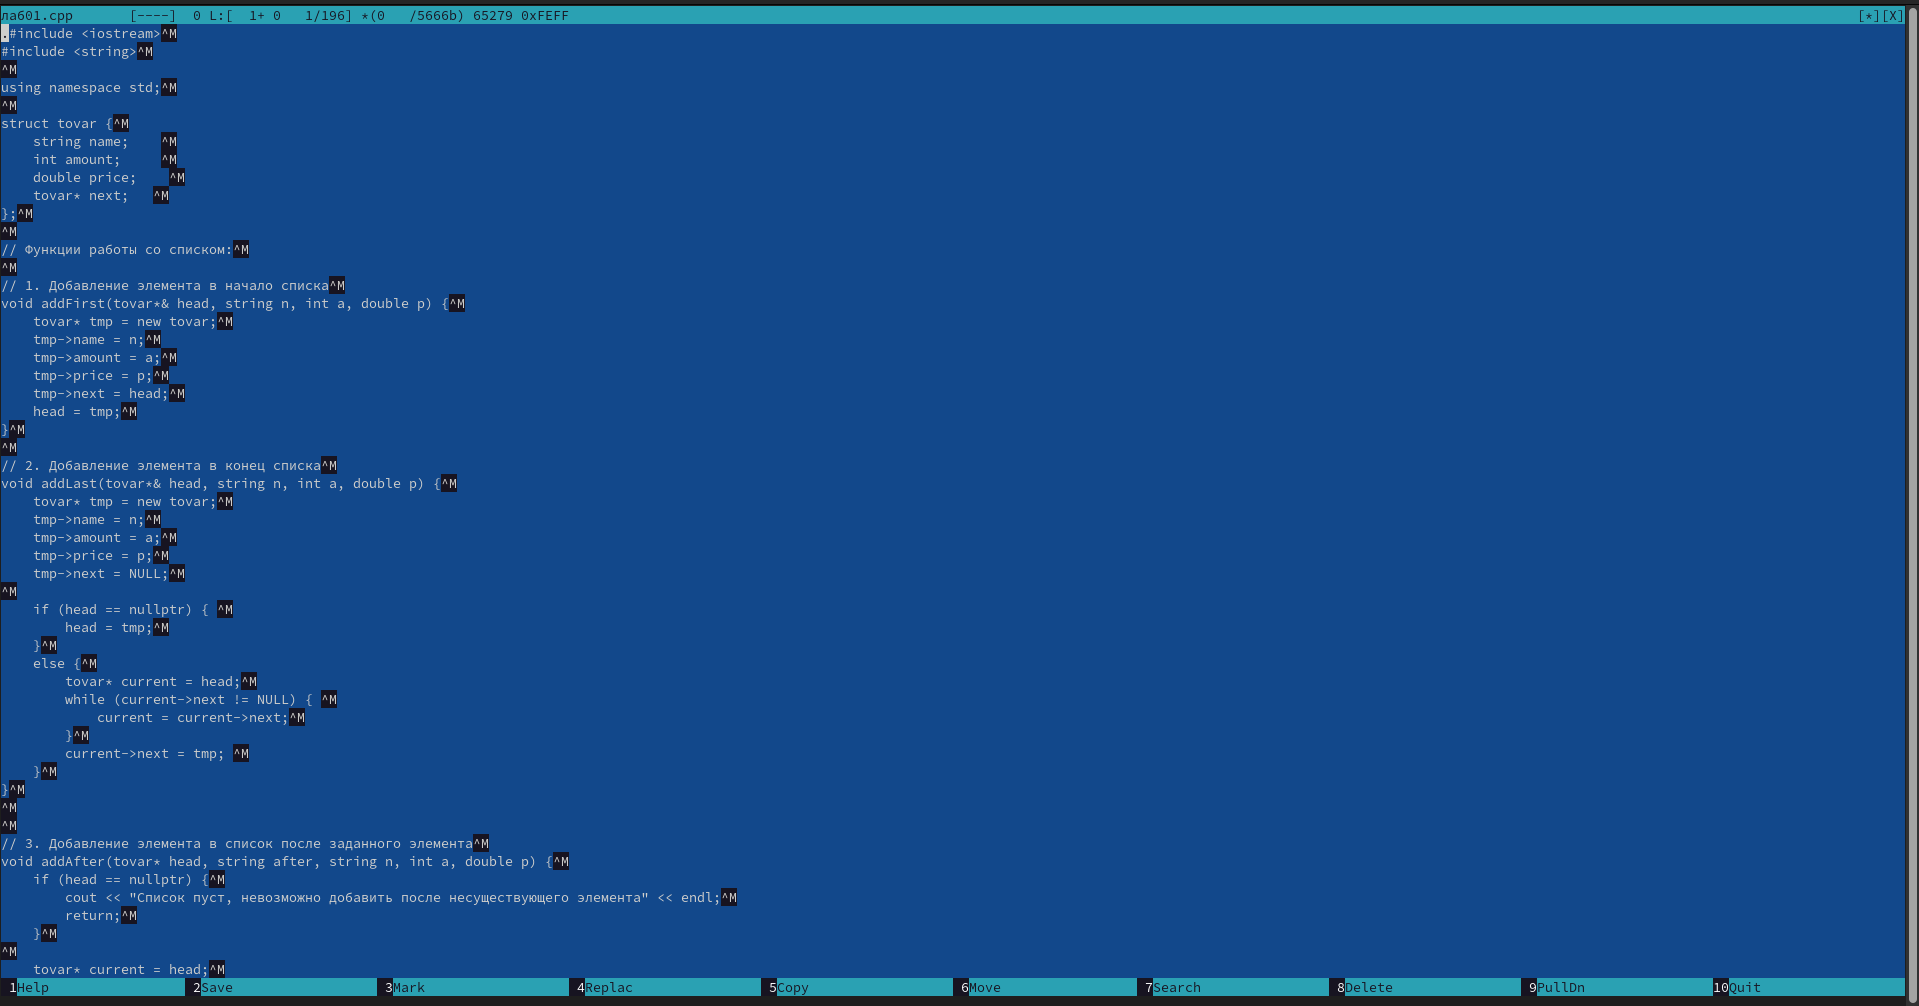 ла601.cpp       [----]  0 L:[  1+ 0   1/196] *(0   /5666b) 65279 0xFEFF                    [*][X]
.#include <iostream>^M
#include <string>^M
^M
using namespace std;^M
^M
struct tovar {^M
    string name;    ^M
    int amount;     ^M
    double price;    ^M
    tovar* next;   ^M
};^M
^M
// Функции работы со списком:^M
^M
// 1. Добавление элемента в начало списка^M
void addFirst(tovar*& head, string n, int a, double p) {^M
    tovar* tmp = new tovar;^M
    tmp->name = n;^M
    tmp->amount = a;^M
    tmp->price = p;^M
    tmp->next = head;^M
    head = tmp;^M
}^M
^M
// 2. Добавление элемента в конец списка^M
void addLast(tovar*& head, string n, int a, double p) {^M
    tovar* tmp = new tovar;^M
    tmp->name = n;^M
    tmp->amount = a;^M
    tmp->price = p;^M
    tmp->next = NULL;^M
^M
    if (head == nullptr) { ^M
        head = tmp;^M
    }^M
    else {^M
        tovar* current = head;^M
        while (current->next != NULL) { ^M
            current = current->next;^M
        }^M
        current->next = tmp; ^M
    }^M
}^M
^M
^M
// 3. Добавление элемента в список после заданного элемента^M
void addAfter(tovar* head, string after, string n, int a, double p) {^M
    if (head == nullptr) {^M
        cout << "Список пуст, невозможно добавить после несуществующего элемента" << endl;^M
        return;^M
    }^M
^M
    tovar* current = head;^M
1Help 2Save 3Mark 4Replac 5Copy 6Move 7Search 8Delete 9PullDn 10Quit